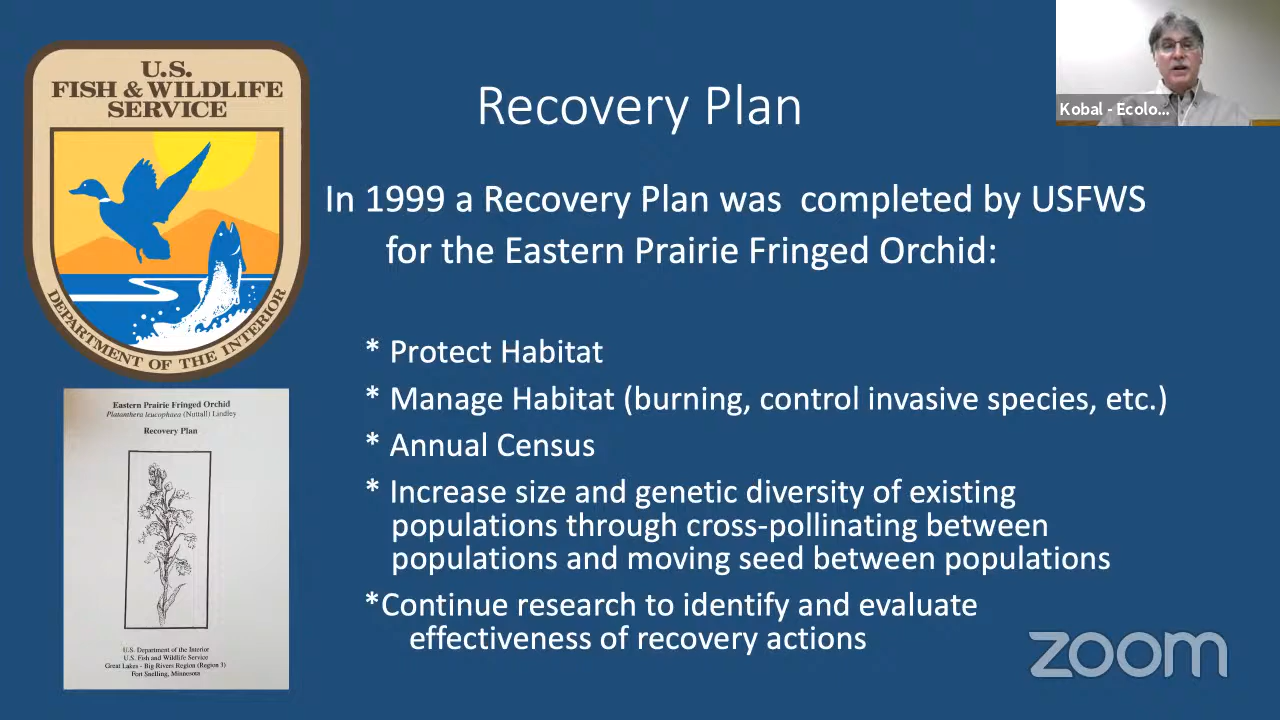 U.S.
FISH & WILDLIFE
SERVICE
DEPARTMENT OF THE INTERIOR
Recovery Plan
Kobal - Ecolo...
In 1999 a Recovery Plan was completed by USFWS
for the Eastern Prairie Fringed Orchid:
* Protect Habitat
* Manage Habitat (burning, control invasive species, etc.)
* Annual Census
* Increase size and genetic diversity of existing
populations through cross-pollinating between
populations and moving seed between populations
*Continue research to identify and evaluate
effectiveness of recovery actions
Eastern Prairie Fringed Orchid
Platanthera leucophaea (Nuttall) Lindley
Recovery Plan
U.S. Department of the Interior
U.S. Fish and Wildlife Service
Great Lakes - Big Rivers Region (Region 3)
Fort Snelling, Minnesota
zoom